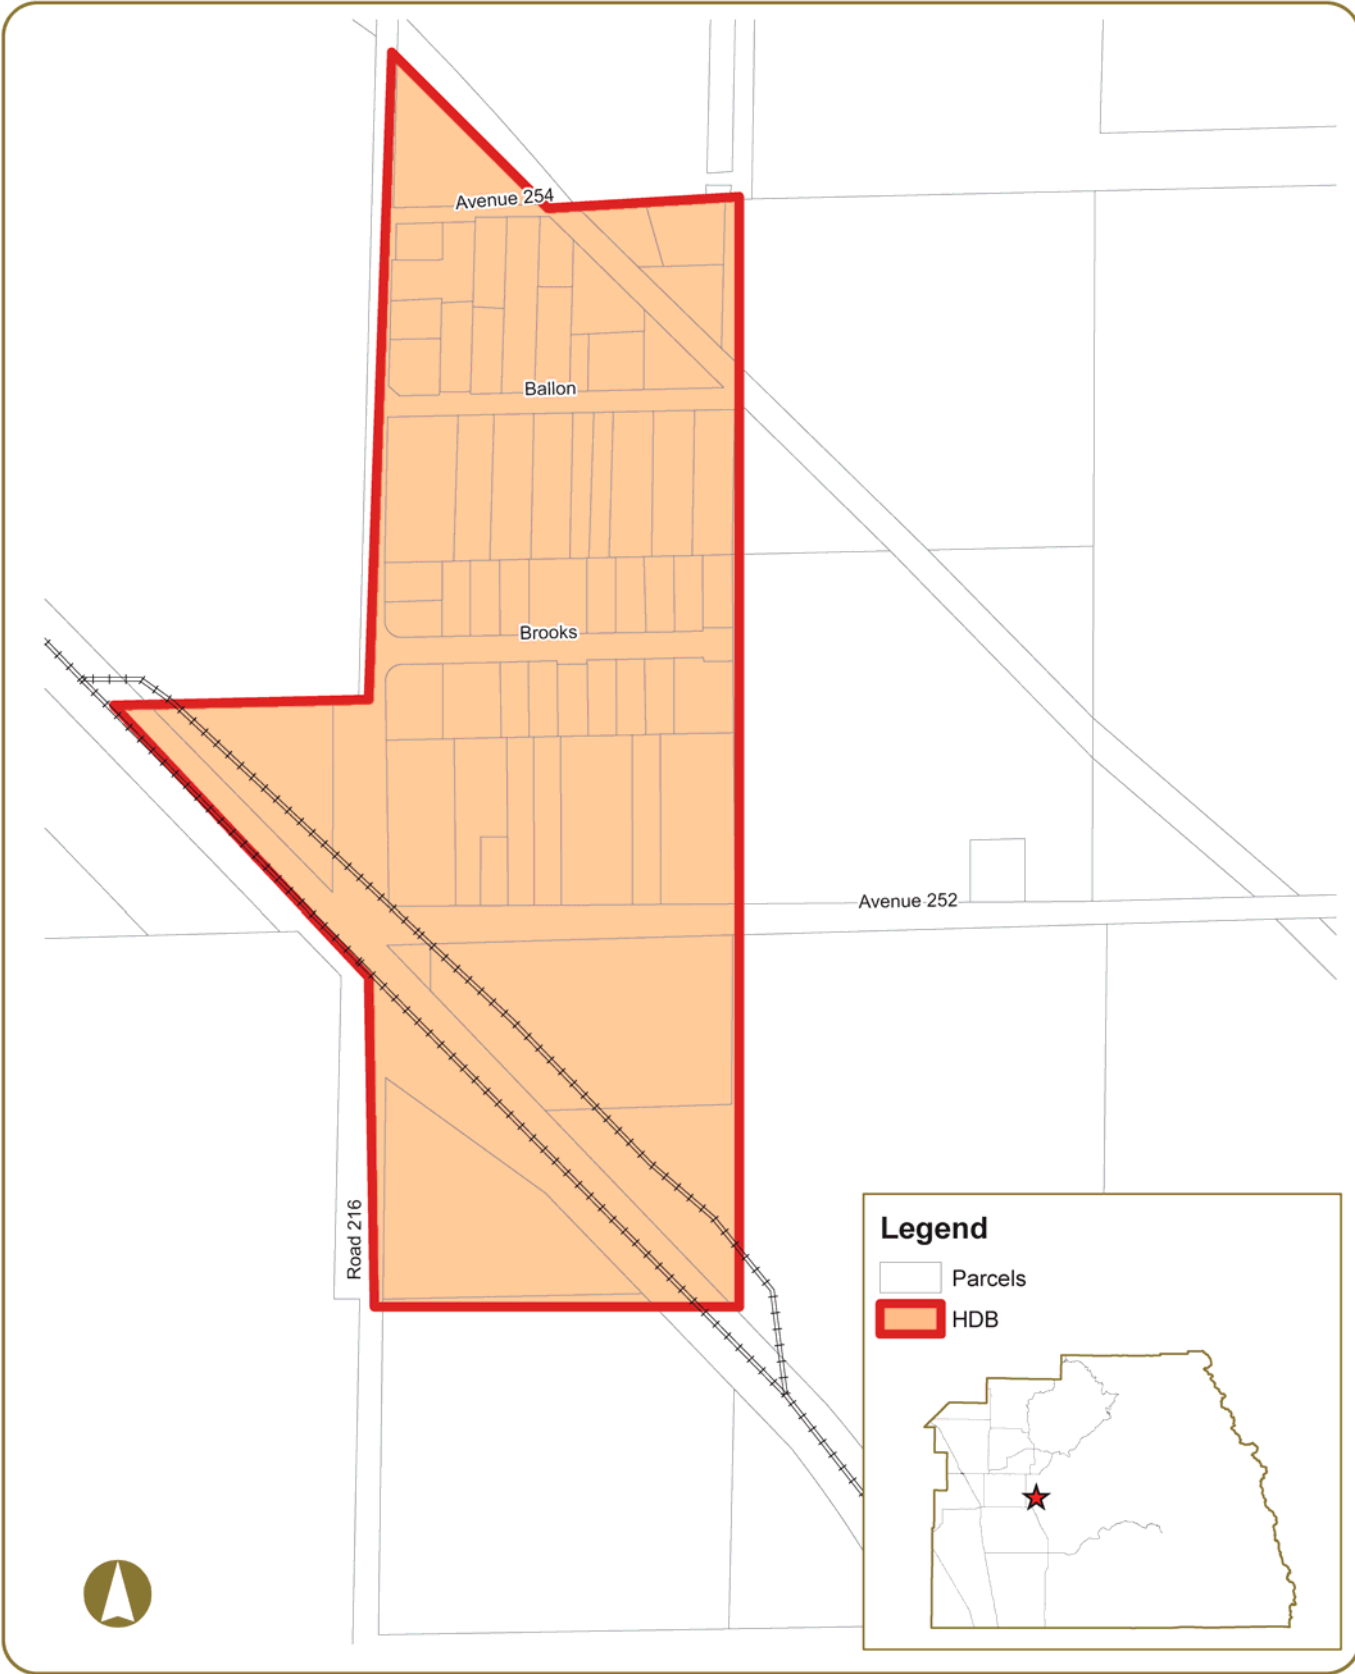 Avenue 254
Ballon
Brooks
Avenue 252
Road 216
Legend
Parcels
HDB